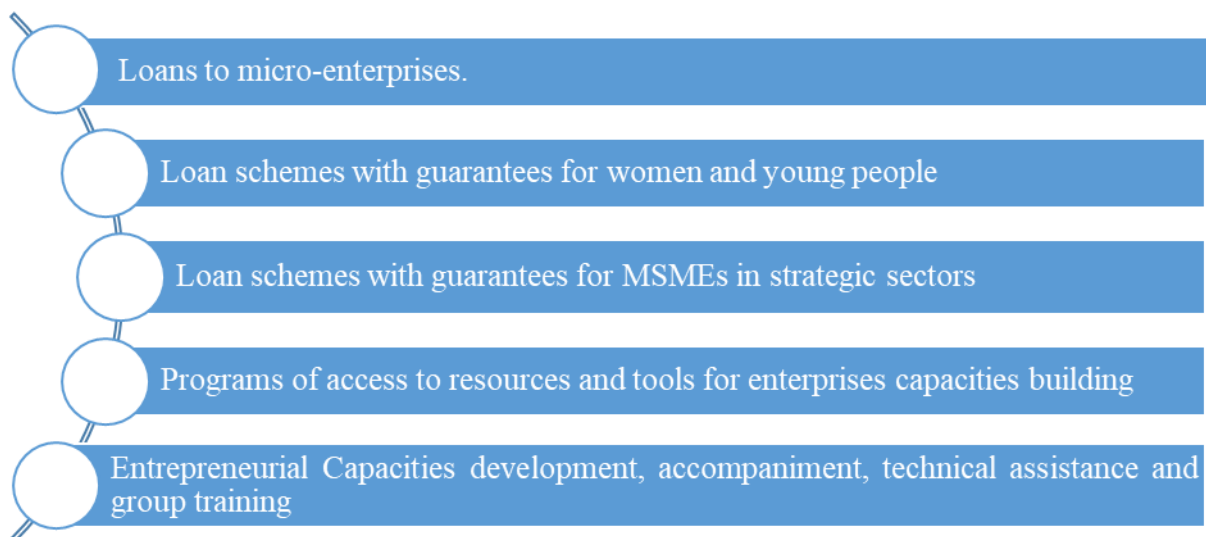 Loans to micro-enterprises.
Loan schemes with guarantees for women and young people
Loan schemes with guarantees for MSMEs in strategic sectors
Programs of access to resources and tools for enterprises capacities building
Entrepreneurial Capacities development, accompaniment, technical assistance and
group training